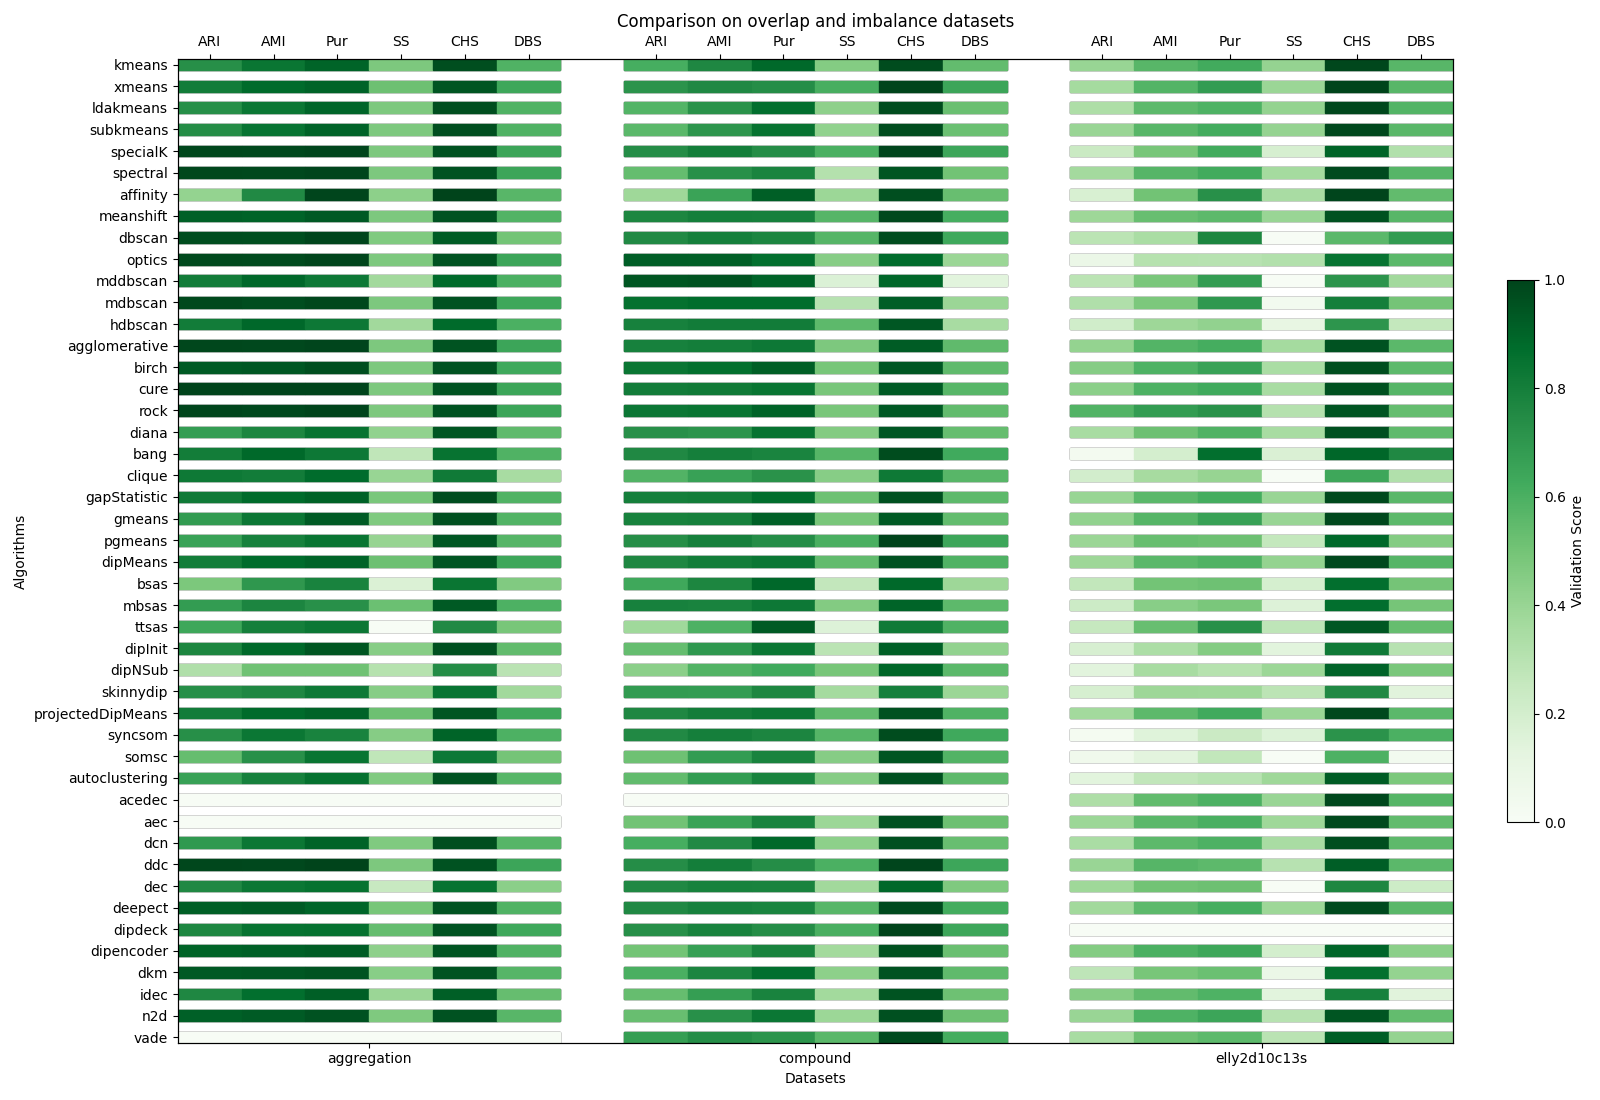 Comparison on overlap and imbalance datasets
ARI AMI Pur SS CHS DBS ARI AMI Pur SS CHS DBS ARI AMI Pur SS CHS DBS
kmeans
xmeans
ldakmeans
subkmeans
specialK
spectral
affinity
meanshift
dbscan
optics
mddbscan
mdbscan
hdbscan
agglomerative
birch
cure
rock
diana
bang
clique
gapStatistic
gmeans
pgmeans
dipMeans
bsas
mbsas
ttsas
dipInit
dipNSub
skinnydip
projectedDipMeans
syncsom
somsc
autoclustering
acedec
aec
dcn
ddc
dec
deepect
dipdeck
dipencoder
dkm
idec
n2d
vade
Algorithms
aggregation compound elly2d10c13s
Datasets
1.0
0.8
0.6
0.4
0.2
0.0
Validation Score